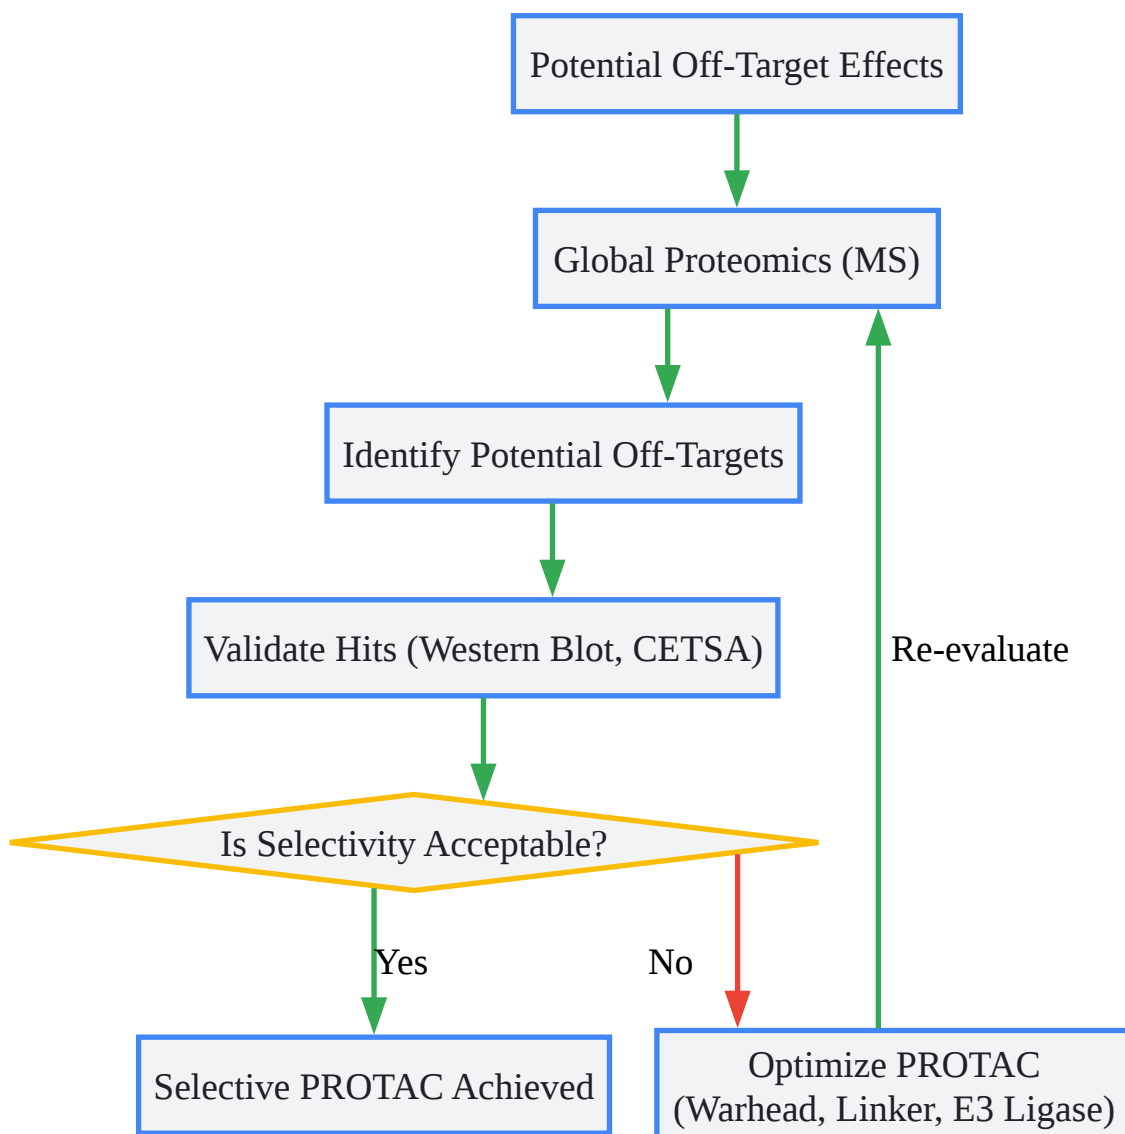 Potential Off-Target Effects
Global Proteomics (MS)
Identify Potential Off-Targets
Validate Hits (Western Blot, CETSA)
Re-evaluate
Is Selectivity Acceptable?
Yes
No
Selective PROTAC Achieved
Optimize PROTAC
(Warhead, Linker, E3 Ligase)